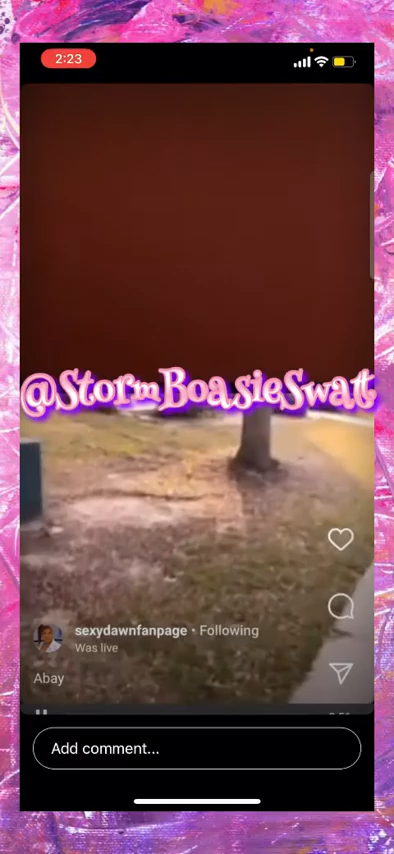 2:23
@StormBoasieSwatt
sexydawnfanpage • Following
Was live
Abay
Add comment...